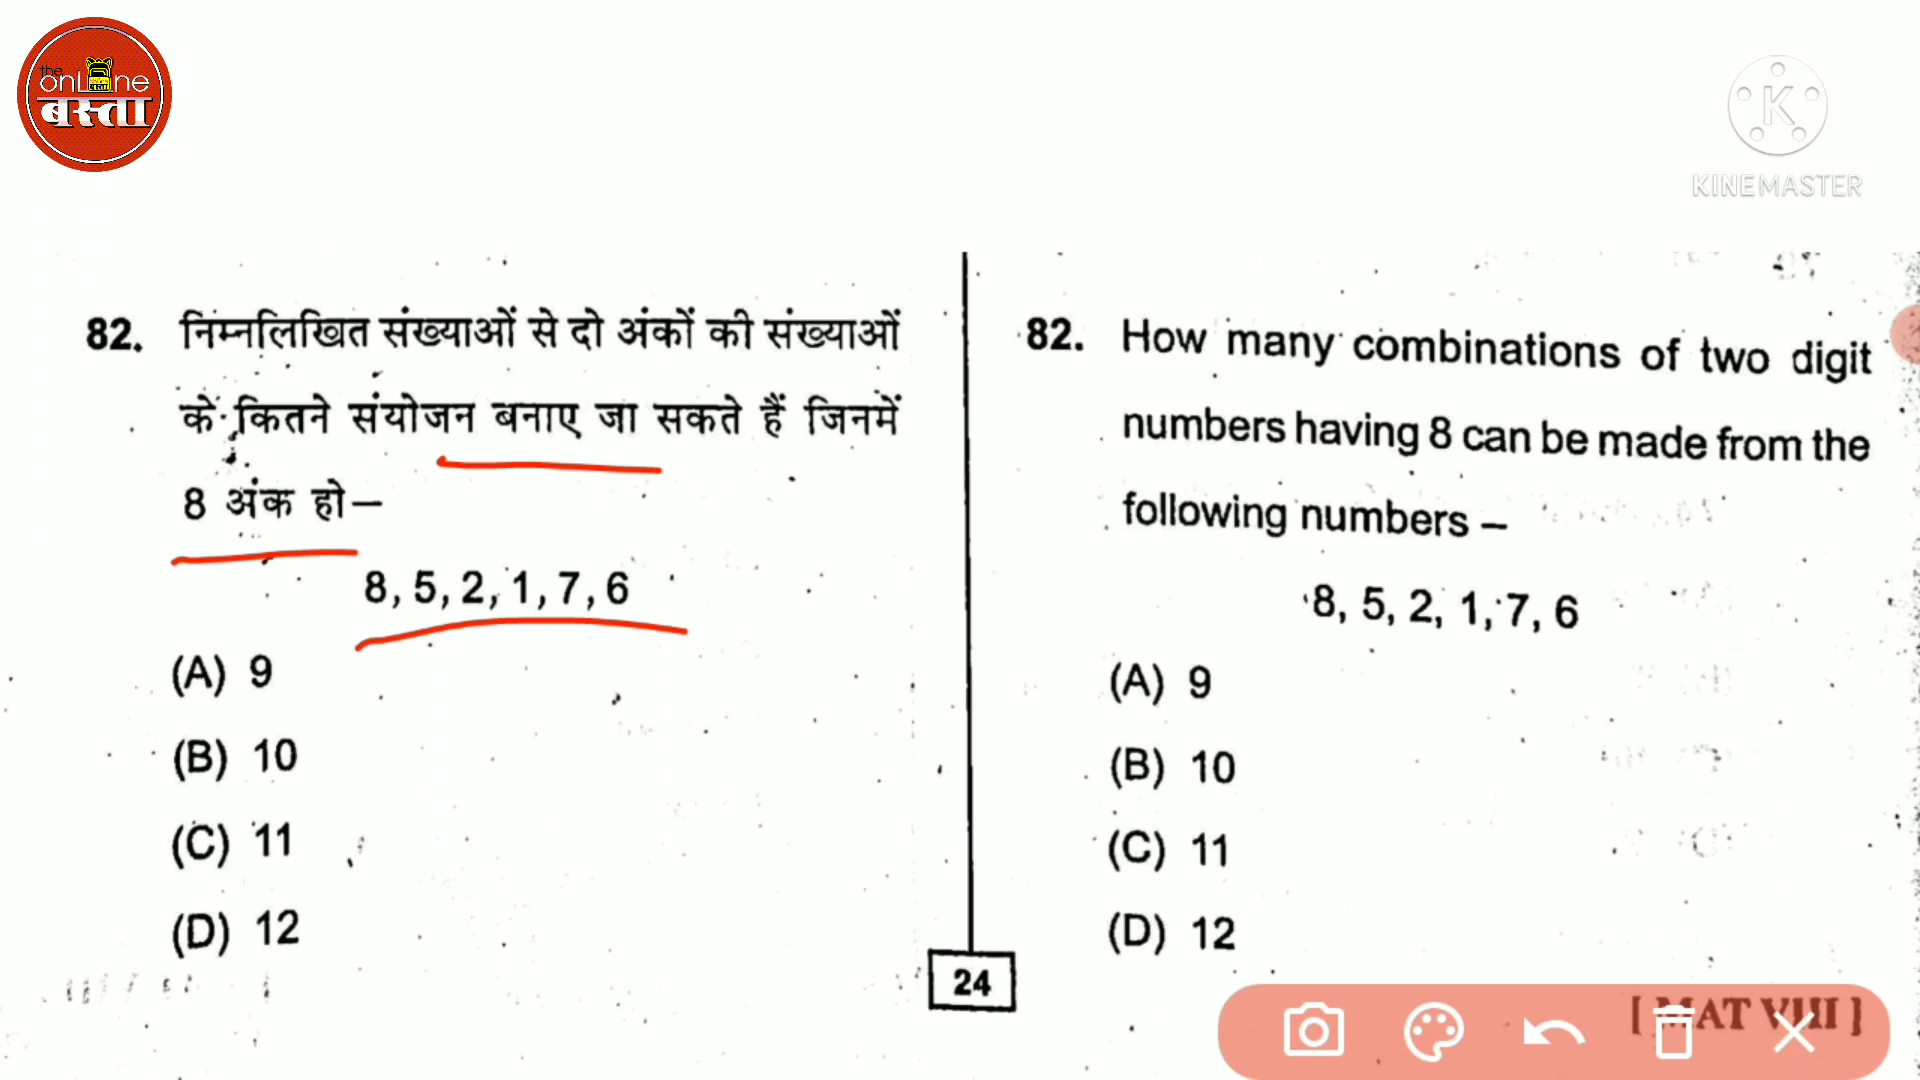 the
onLine
बस्ता
KINEMASTER
82. निम्नलिखित संख्याओं से दो अंकों की संख्याओं
के कितने संयोजन बनाए जा सकते हैं जिनमें
8 अंक हो–
8, 5, 2, 1, 7, 6
(A) 9
(B) 10
(C) 11
(D) 12
82. How many combinations of two digit
numbers having 8 can be made from the
following numbers –
8, 5, 2, 1, 7, 6
(A) 9
(B) 10
(C) 11
(D) 12
24
[ MAT VIII ]